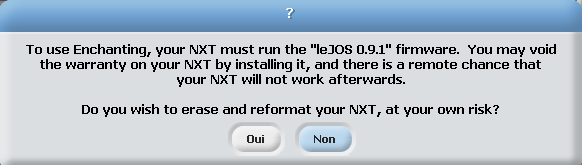 ?
To use Enchanting, your NXT must run the "leJOS 0.9.1" firmware.  You may void
the warranty on your NXT by installing it, and there is a remote chance that
your NXT will not work afterwards.
Do you wish to erase and reformat your NXT, at your own risk?
Oui Non